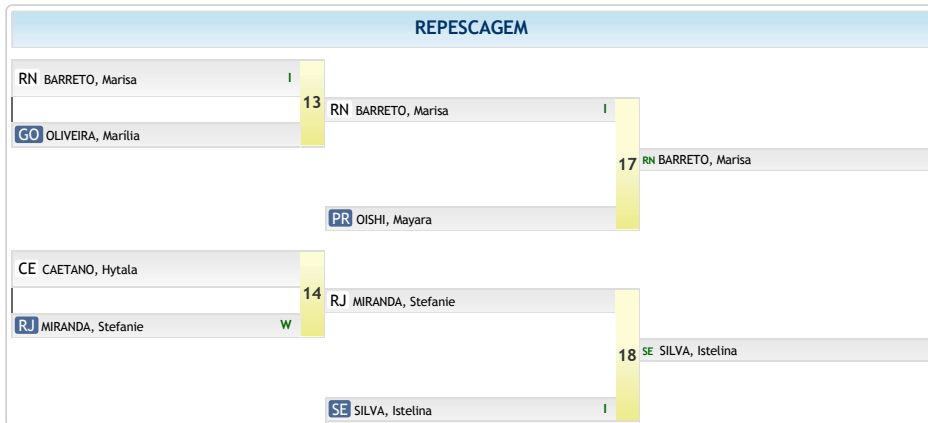 REPESCAGEM
RN BARRETO, Marisa I
13
GO OLIVEIRA, Marília
RN BARRETO, Marisa I
17
PR OISHI, Mayara
RN BARRETO, Marisa
CE CAETANO, Hytala
14
RJ MIRANDA, Stefanie W
RJ MIRANDA, Stefanie
18
SE SILVA, Istelina I
SE SILVA, Istelina